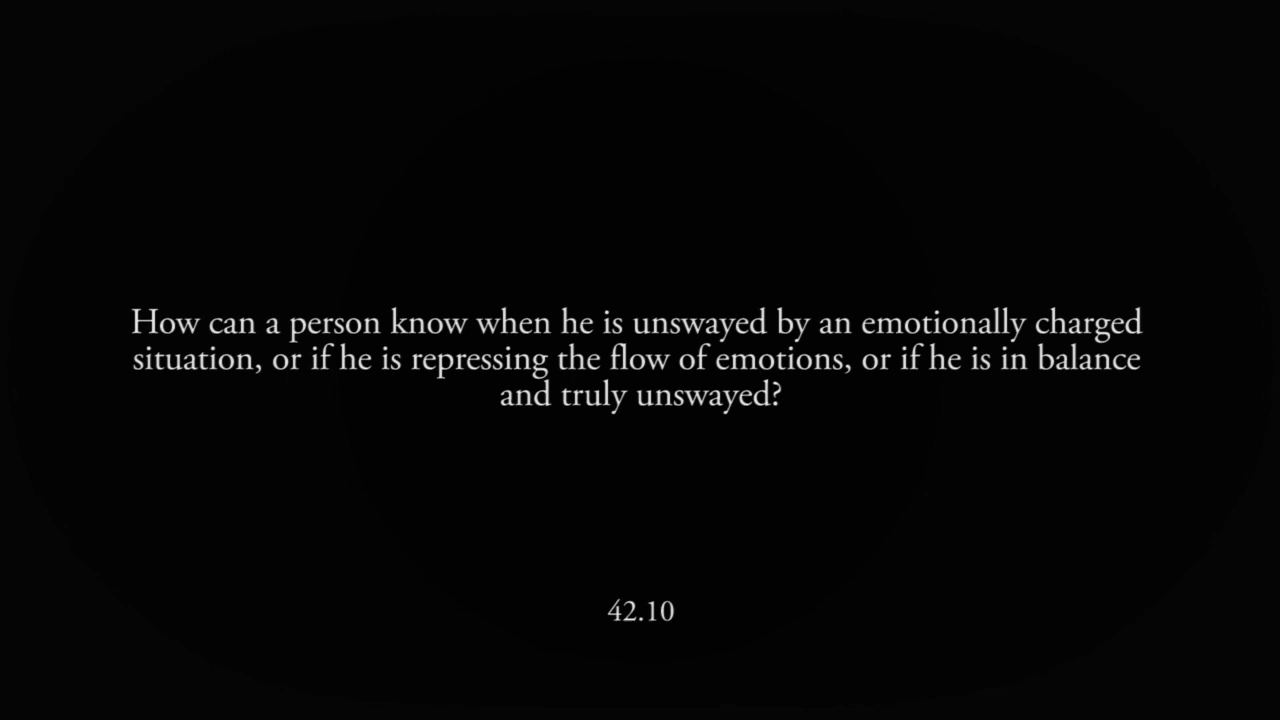 How can a person know when he is unswayed by an emotionally charged
situation, or if he is repressing the flow of emotions, or if he is in balance
and truly unswayed?
42.10